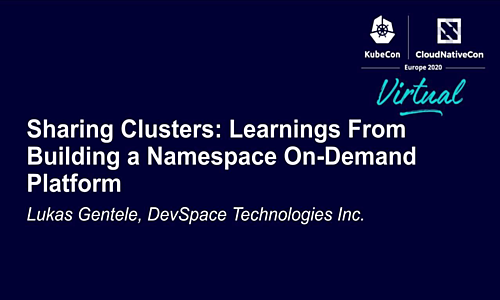 KubeCon
CloudNativeCon
Europe 2020
Virtual
Sharing Clusters: Learnings From
Building a Namespace On-Demand
Platform
Lukas Gentele, DevSpace Technologies Inc.